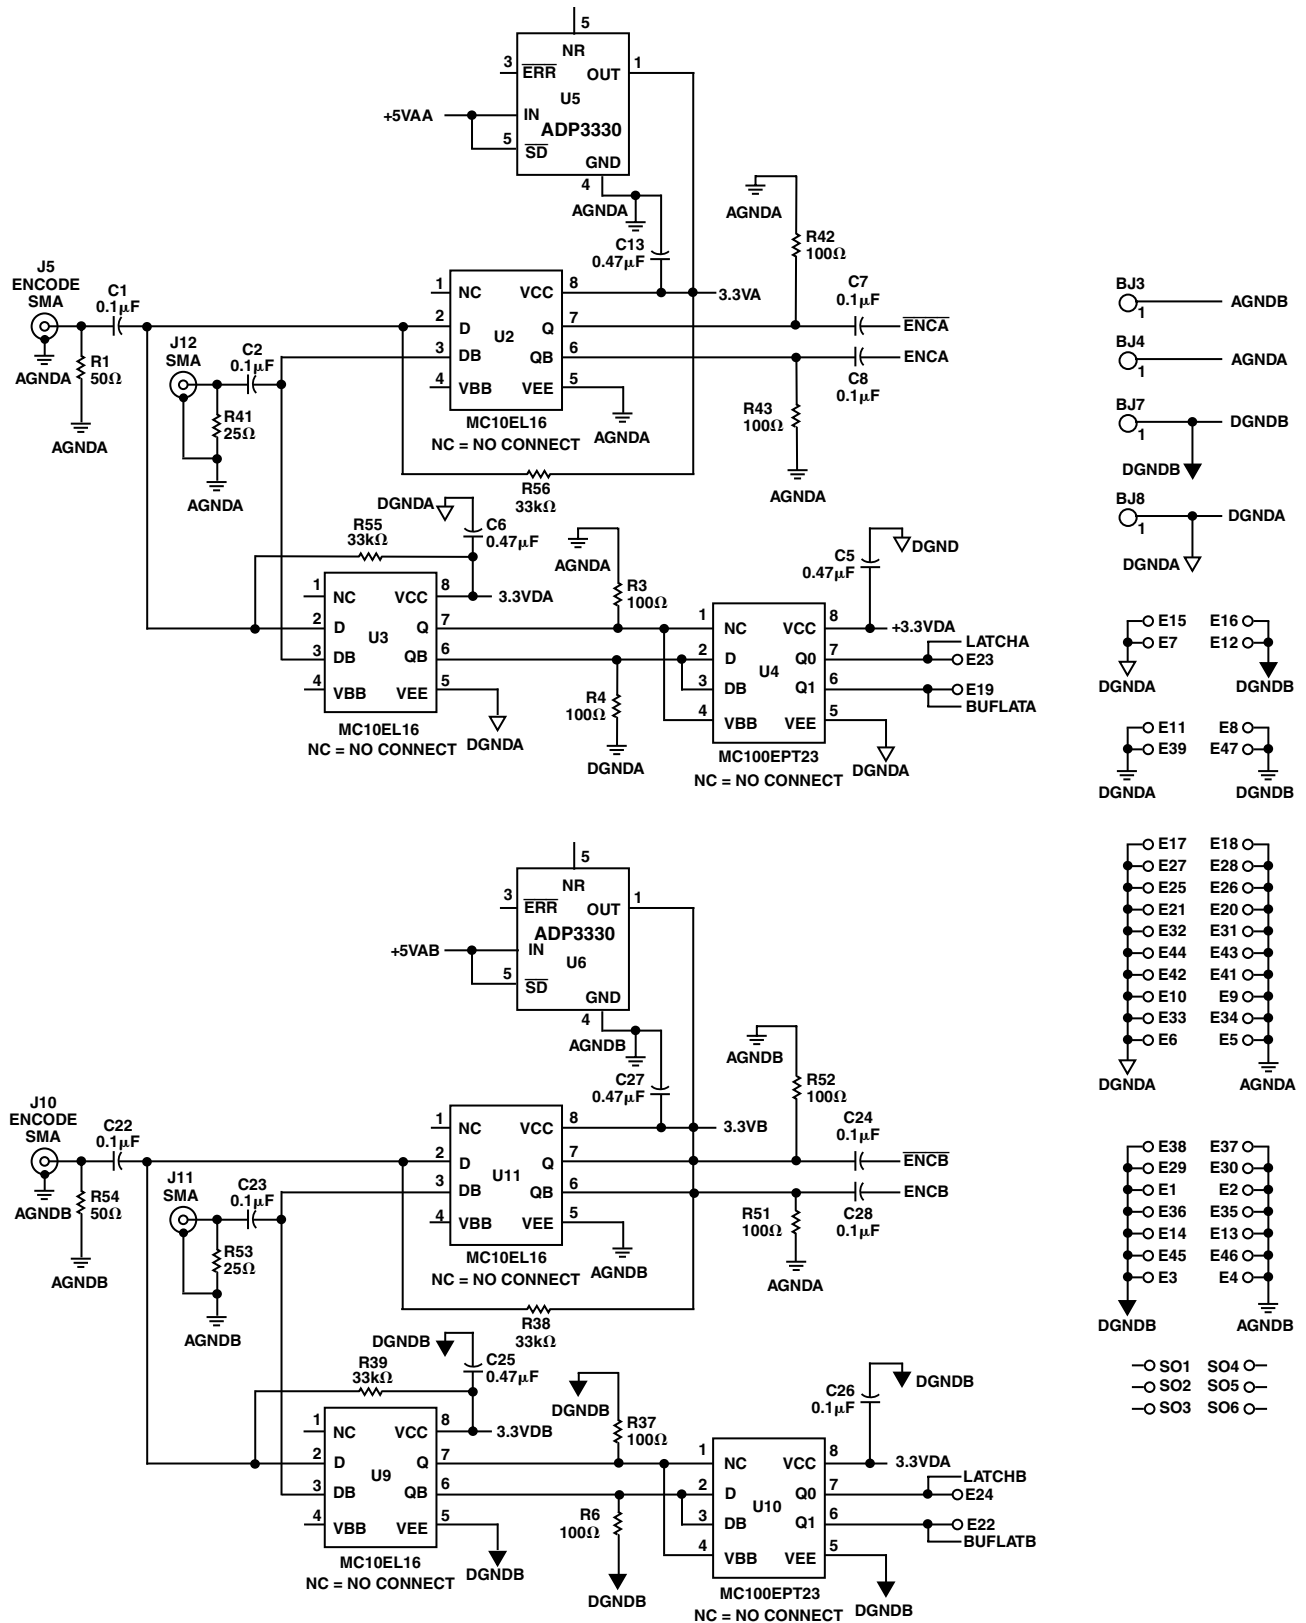 5
NR
3
ERR
OUT
1
U5
+5VAA
IN
ADP3330
5
SD
GND
4
AGNDA
AGNDA
R42
100Ω
C13
0.47µF
J5
ENCODE
SMA
C1
0.1µF
1
NC
VCC
8
3.3VA
C7
0.1µF
2
D
U2
Q
7
ENCA
R1
50Ω
AGNDA
J12
SMA
C2
0.1µF
3
DB
QB
6
ENCA
4
VBB
VEE
5
C8
0.1µF
R41
25Ω
MC10EL16
NC = NO CONNECT
AGNDA
R43
100Ω
AGNDA
AGNDA
AGNDA
R56
33kΩ
DGNDA
C6
0.47µF
R55
33kΩ
AGNDA
R3
100Ω
C5
0.47µF
DGND
1
NC
VCC
8
3.3VDA
2
D
U3
Q
7
3
DB
QB
6
4
VBB
VEE
5
MC10EL16
NC = NO CONNECT
DGNDA
R4
100Ω
DGNDA
1
NC
VCC
8
+3.3VDA
2
D
U4
Q0
7
LATCHA
E23
3
DB
Q1
6
E19
BUFLATA
4
VBB
VEE
5
MC100EPT23
NC = NO CONNECT
DGNDA
5
NR
3
ERR
OUT
1
ADP3330
+5VAB
IN
U6
5
SD
GND
4
AGNDB
AGNDB
R52
100Ω
C27
0.47µF
J10
ENCODE
SMA
C22
0.1µF
1
NC
VCC
8
3.3VB
C24
0.1µF
2
D
U11
Q
7
ENCB
R54
50Ω
AGNDB
J11
SMA
C23
0.1µF
3
DB
QB
6
ENCB
4
VBB
VEE
5
R51
100Ω
C28
0.1µF
R53
25Ω
MC10EL16
NC = NO CONNECT
AGNDB
AGNDA
AGNDB
AGNDB
R38
33kΩ
DGNDB
C25
0.47µF
R39
33kΩ
DGNDB
R37
100Ω
C26
0.1µF
DGNDB
1
NC
VCC
8
3.3VDB
2
D
U9
Q
7
3
DB
QB
6
4
VBB
VEE
5
MC10EL16
NC = NO CONNECT
DGNDB
R6
100Ω
DGNDB
1
NC
VCC
8
3.3VDA
2
D
U10
Q0
7
LATCHB
E24
3
DB
Q1
6
E22
BUFLATB
4
VBB
VEE
5
MC100EPT23
NC = NO CONNECT
DGNDB
BJ3
1
AGNDB
BJ4
1
AGNDA
BJ7
1
DGNDB
DGNDB
BJ8
1
DGNDA
DGNDA
E15 E16
E7 E12
DGNDA DGNDB
E11 E8
E39 E47
DGNDA DGNDB
E17 E18
E27 E28
E25 E26
E21 E20
E32 E31
E44 E43
E42 E41
E10 E9
E33 E34
E6 E5
DGNDA AGNDA
E38 E37
E29 E30
E1 E2
E36 E35
E14 E13
E45 E46
E3 E4
DGNDB AGNDB
SO1 SO4
SO2 SO5
SO3 SO6